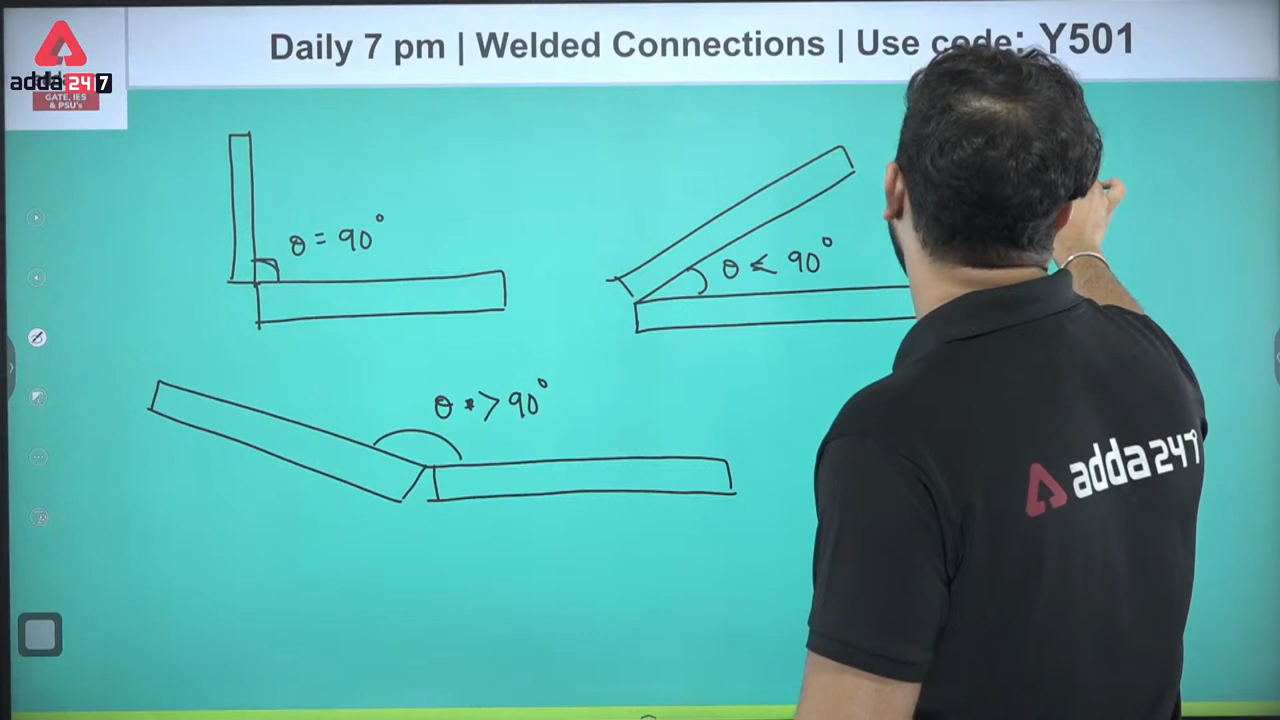 Daily 7 pm | Welded Connections | Use code: Y501
adda 247
GATE, IES
& PSU's
θ = 90°
θ < 90°
θ > 90°
adda 247